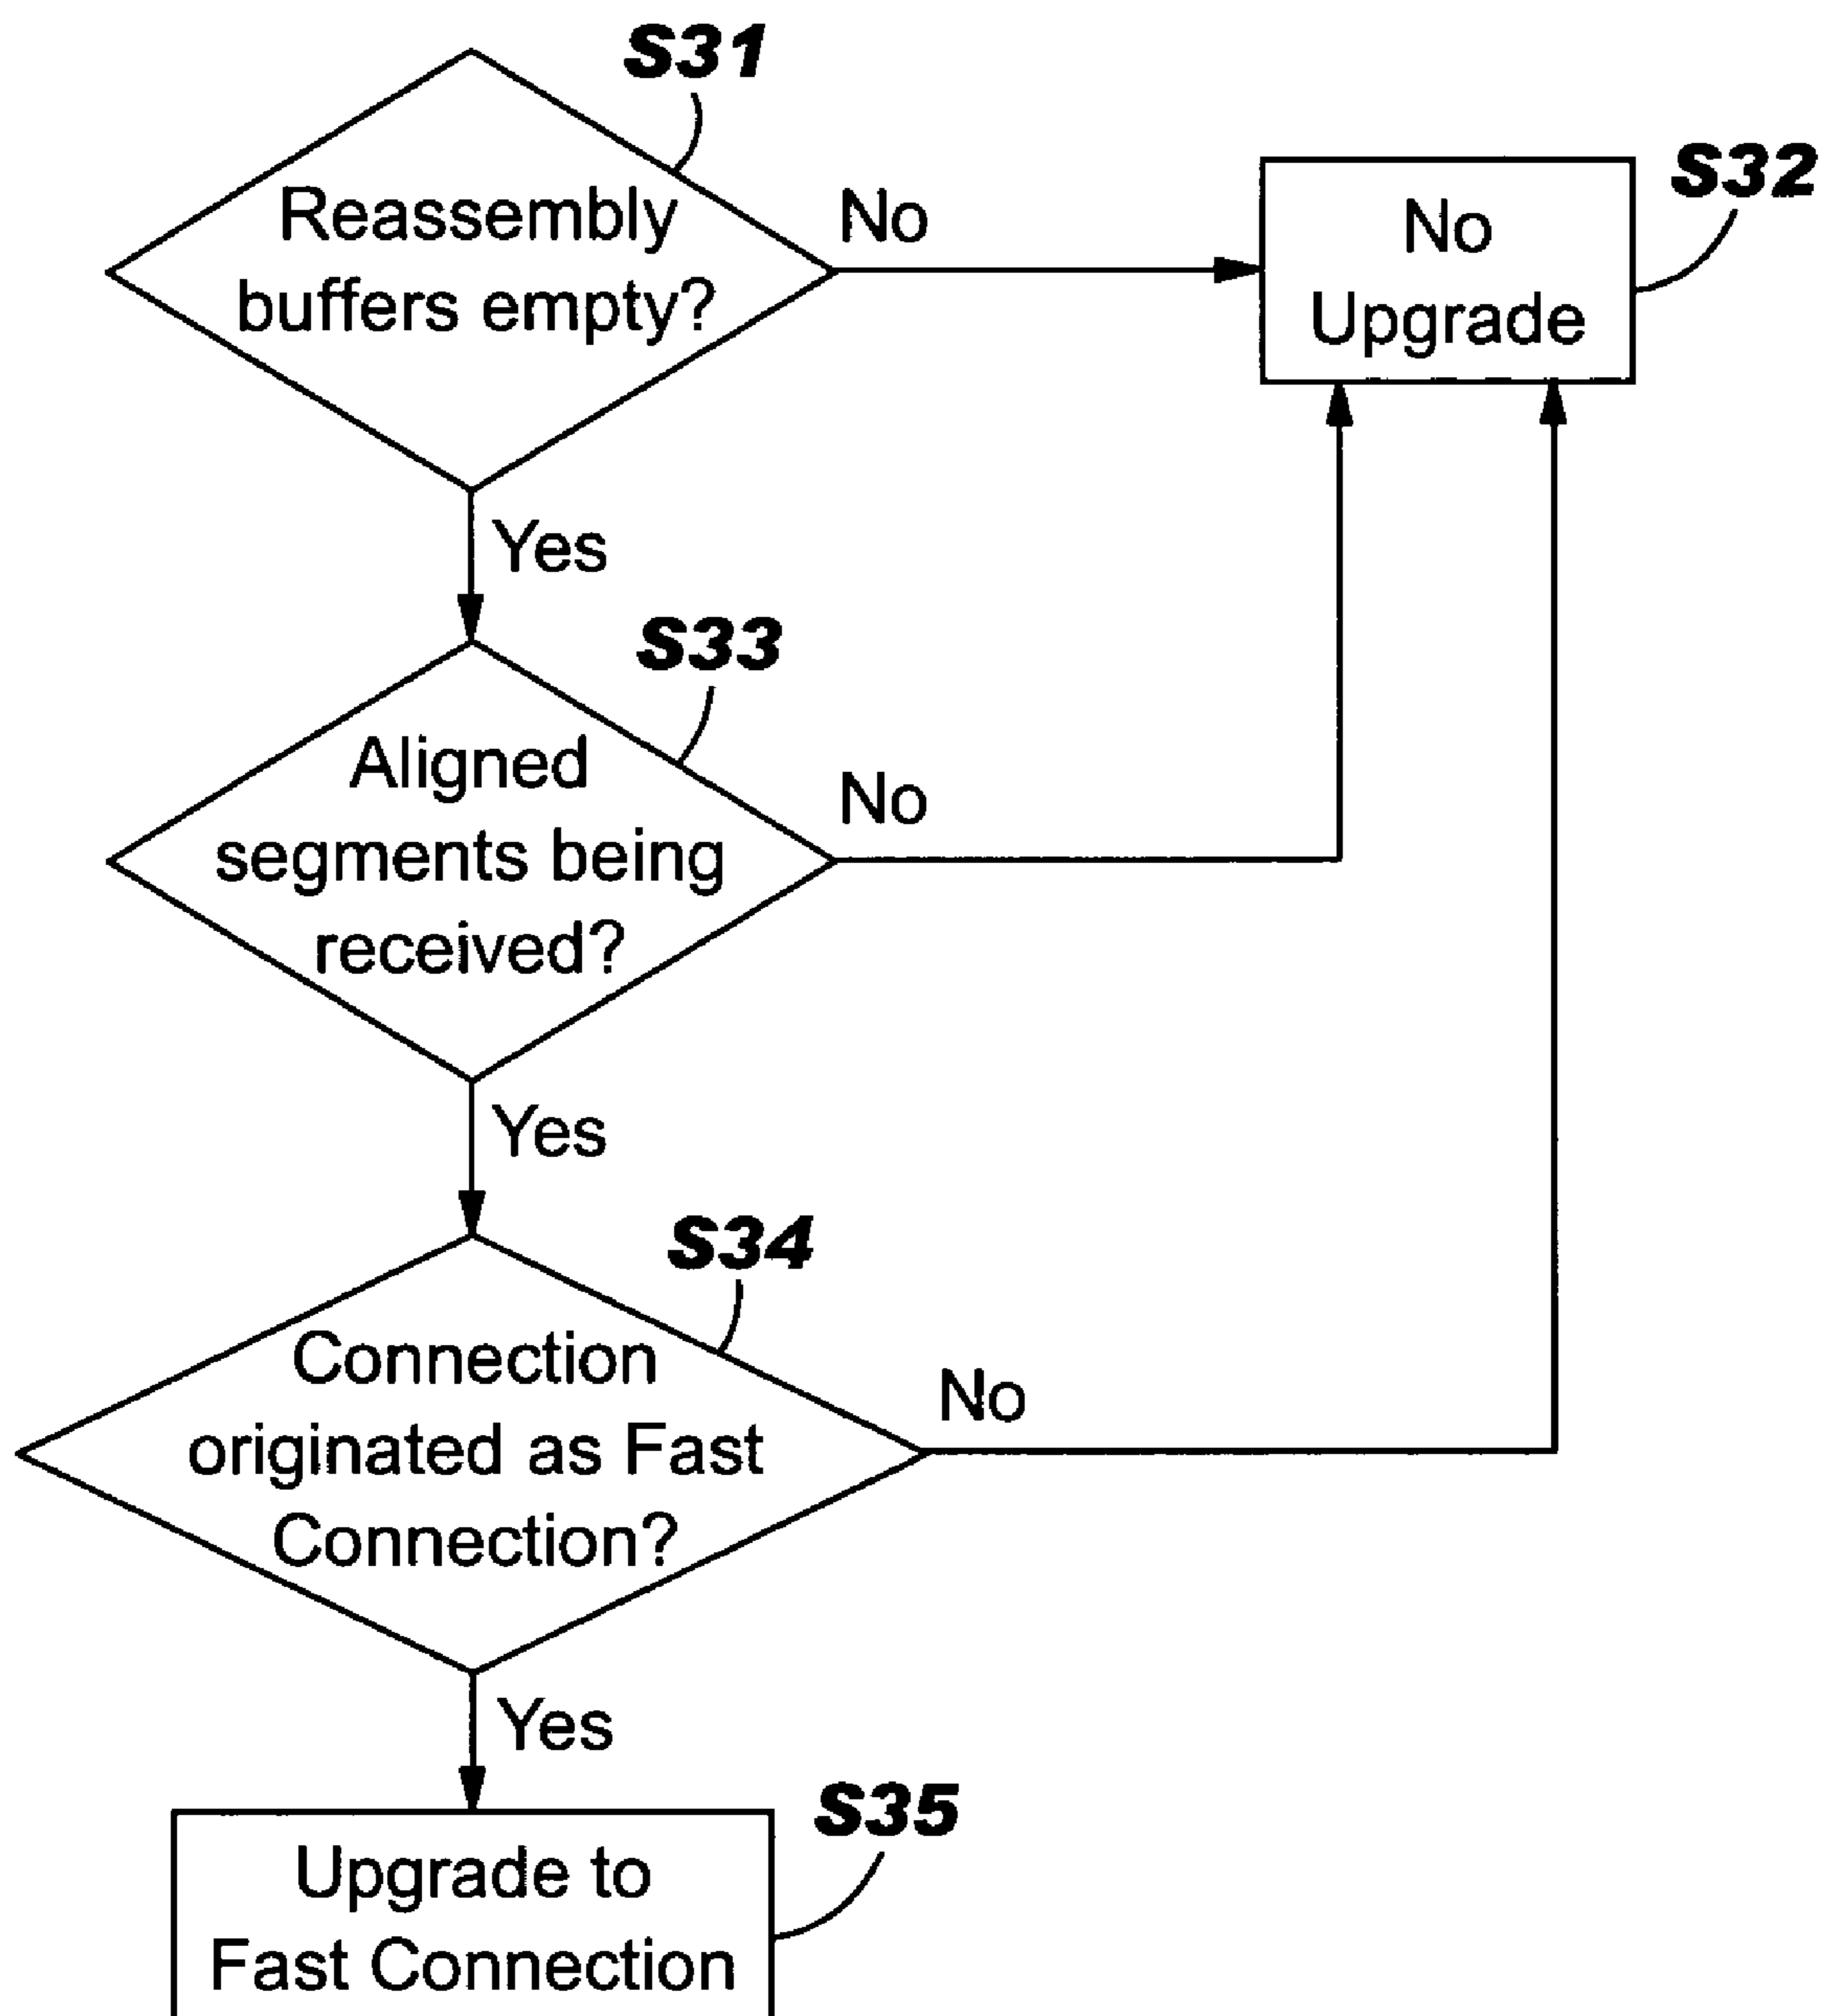 S31
Reassembly
buffers empty?
No
No
Upgrade
S32
Yes
S33
Aligned
segments being
received?
No
Yes
S34
Connection
originated as Fast
Connection?
No
Yes
S35
Upgrade to
Fast Connection